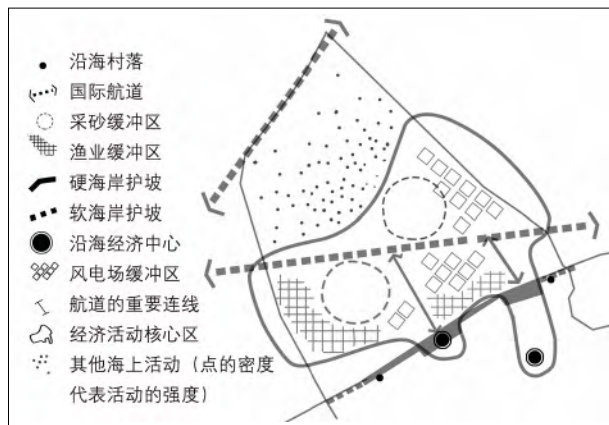 沿海村落
国际航道
采砂缓冲区
渔业缓冲区
硬海岸护坡
软海岸护坡
沿海经济中心
风电场缓冲区
航道的重要连线
经济活动核心区
其他海上活动（点的密度
代表活动的强度）